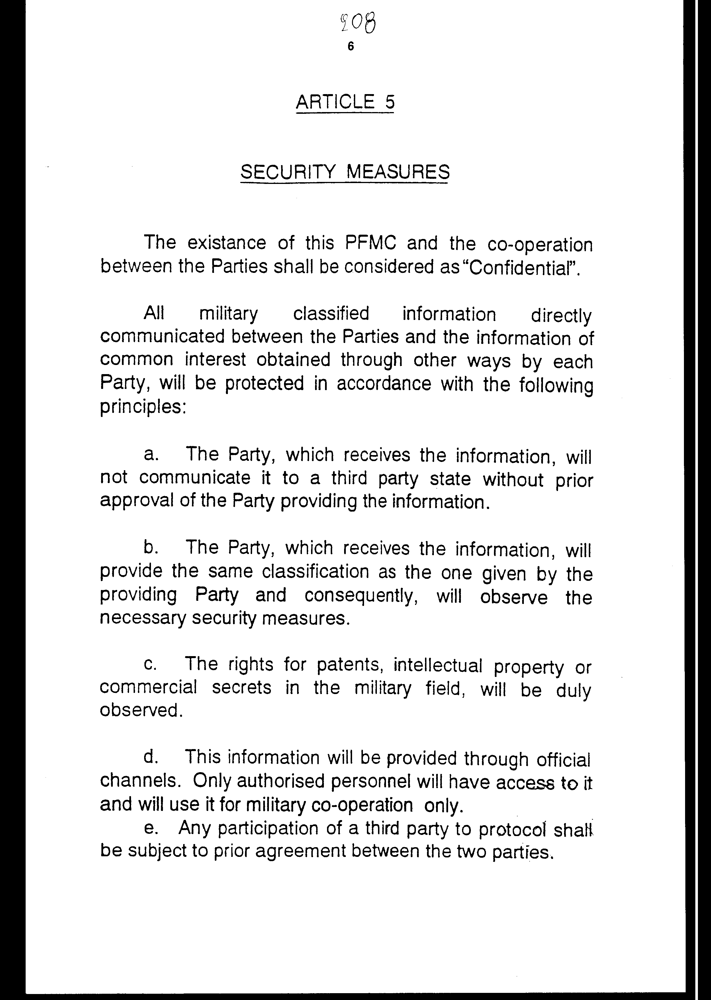 208
6
ARTICLE 5
SECURITY MEASURES
The existance of this PFMC and the co-operation
between the Parties shall be considered as “Confidential”.
All military classified information directly
communicated between the Parties and the information of
common interest obtained through other ways by each
Party, will be protected in accordance with the following
principles:
a. The Party, which receives the information, will
not communicate it to a third party state without prior
approval of the Party providing the information.
b. The Party, which receives the information, will
provide the same classification as the one given by the
providing Party and consequently, will observe the
necessary security measures.
c. The rights for patents, intellectual property or
commercial secrets in the military field, will be duly
observed.
d. This information will be provided through official
channels. Only authorised personnel will have access to it
and will use it for military co-operation only.
e. Any participation of a third party to protocol shall
be subject to prior agreement between the two parties.